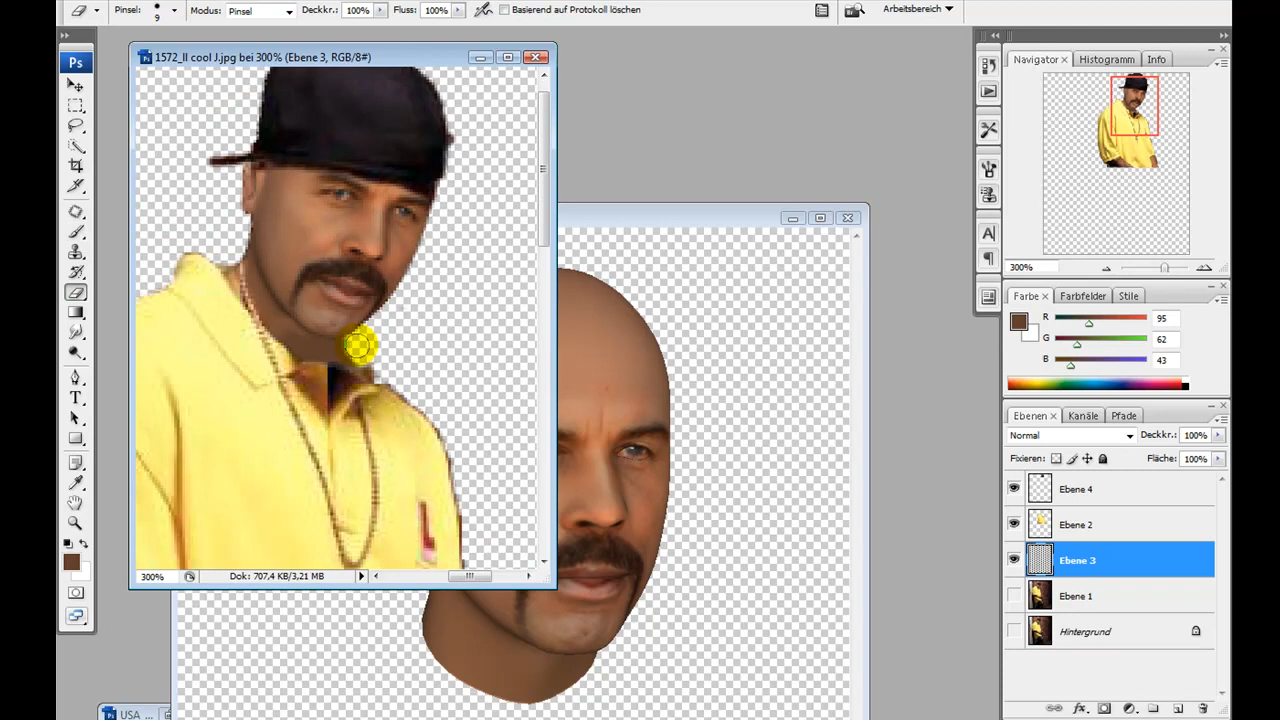 Pinsel: 9 Modus: Pinsel Deckkr.: 100% Fluss: 100% Basierend auf Protokoll löschen Arbeitsbereich
Ps
1572_ll cool J.jpg bei 300% (Ebene 3, RGB/8#)
300% Dok: 707,4 KB/3,21 MB
USA ...
Navigator Histogramm Info
300%
Farbe Farbfelder Stile
R 95
G 62
B 43
Ebenen Kanäle Pfade
Normal Deckkr.: 100%
Fixieren: Fläche: 100%
Ebene 4
Ebene 2
Ebene 3
Ebene 1
Hintergrund